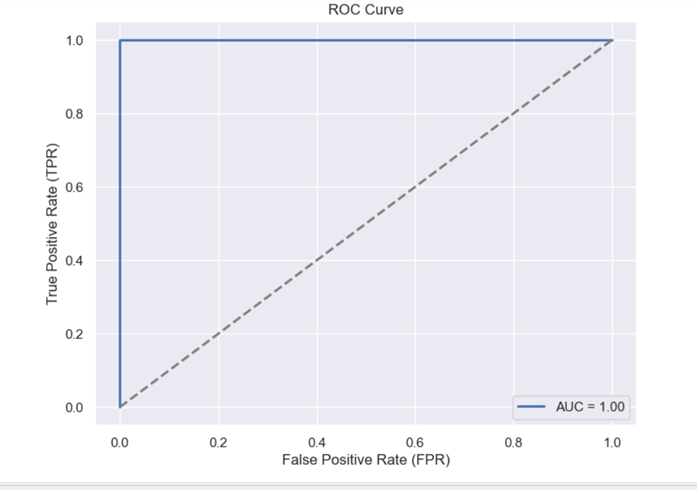 ROC Curve
1.0
0.8
0.6
0.4
0.2
0.0
True Positive Rate (TPR)
AUC = 1.00
0.0 0.2 0.4 0.6 0.8 1.0
False Positive Rate (FPR)